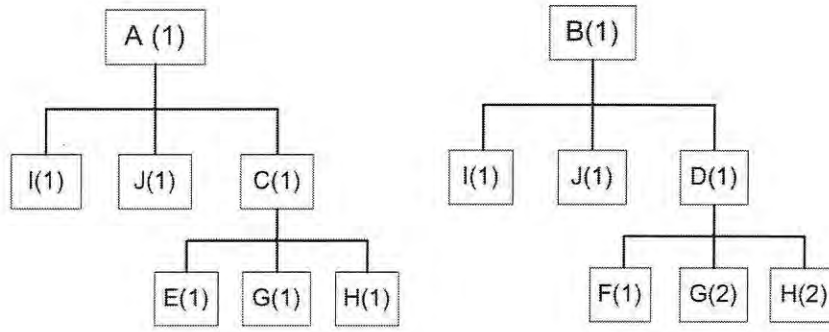 A (1) B(1)
I(1) J(1) C(1) I(1) J(1) D(1)
E(1) G(1) H(1) F(1) G(2) H(2)